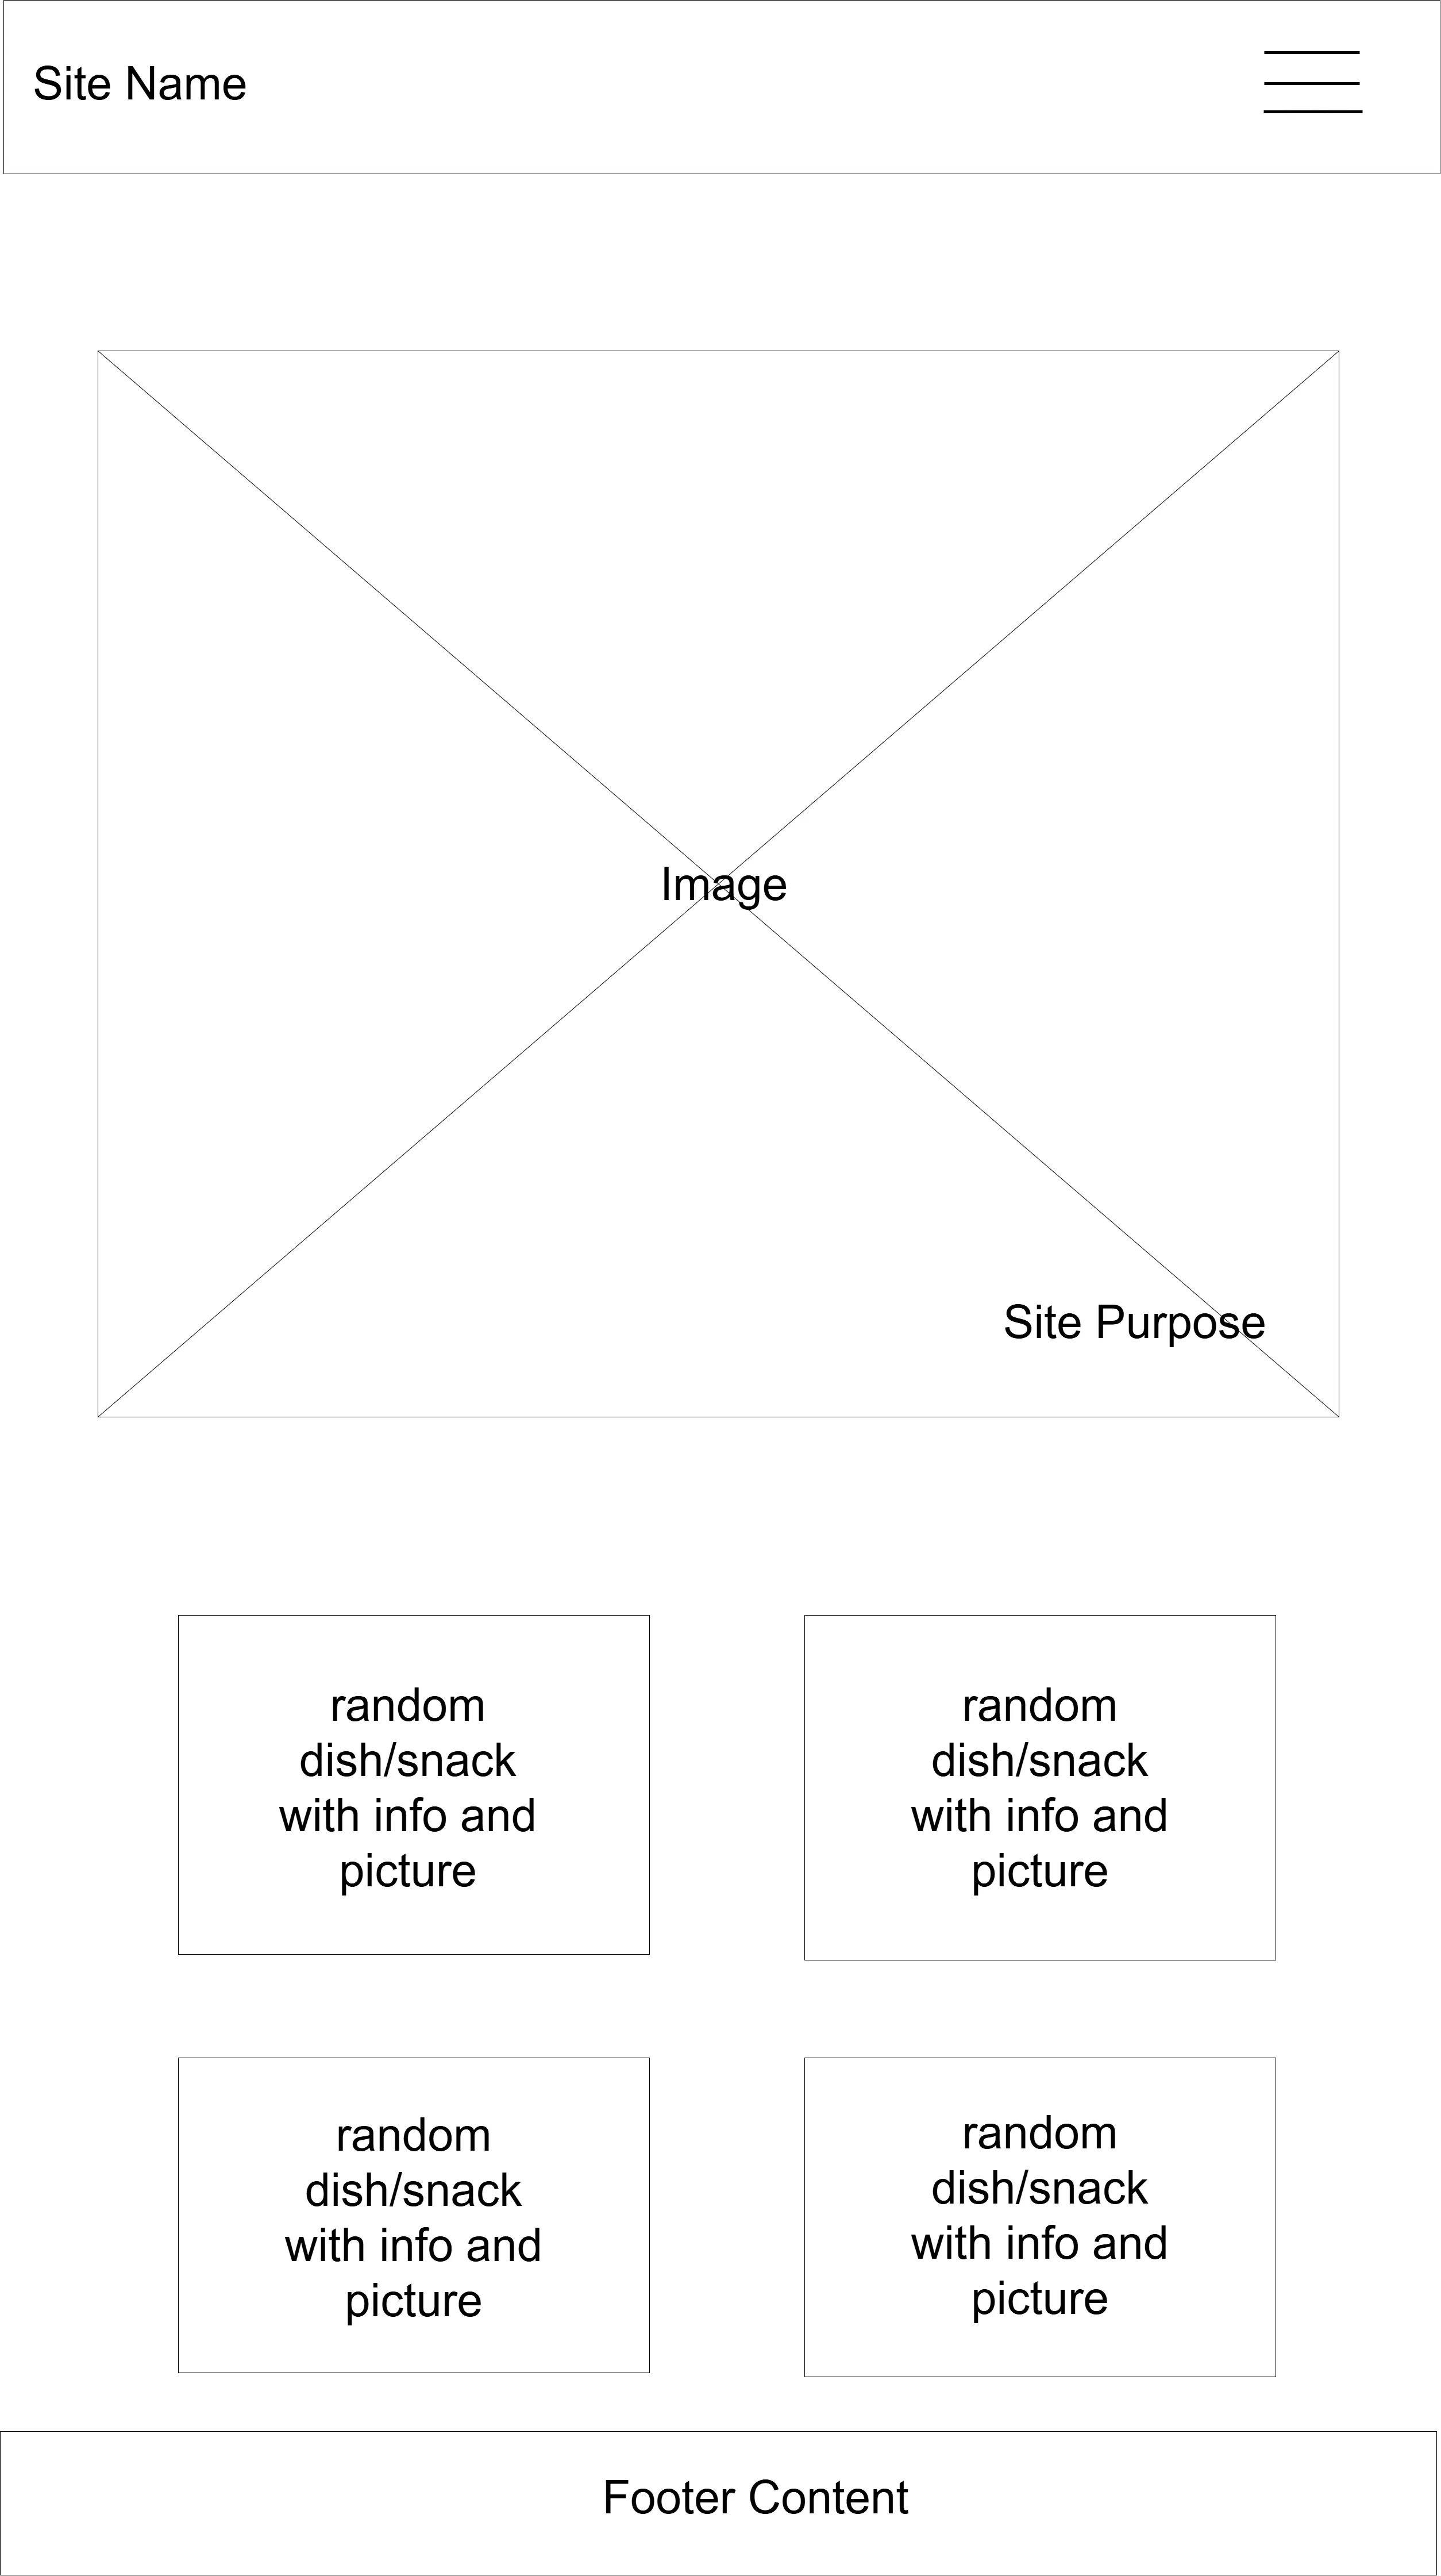 Site Name
Image
Site Purpose
random
dish/snack
with info and
picture
random
dish/snack
with info and
picture
random
dish/snack
with info and
picture
random
dish/snack
with info and
picture
Footer Content